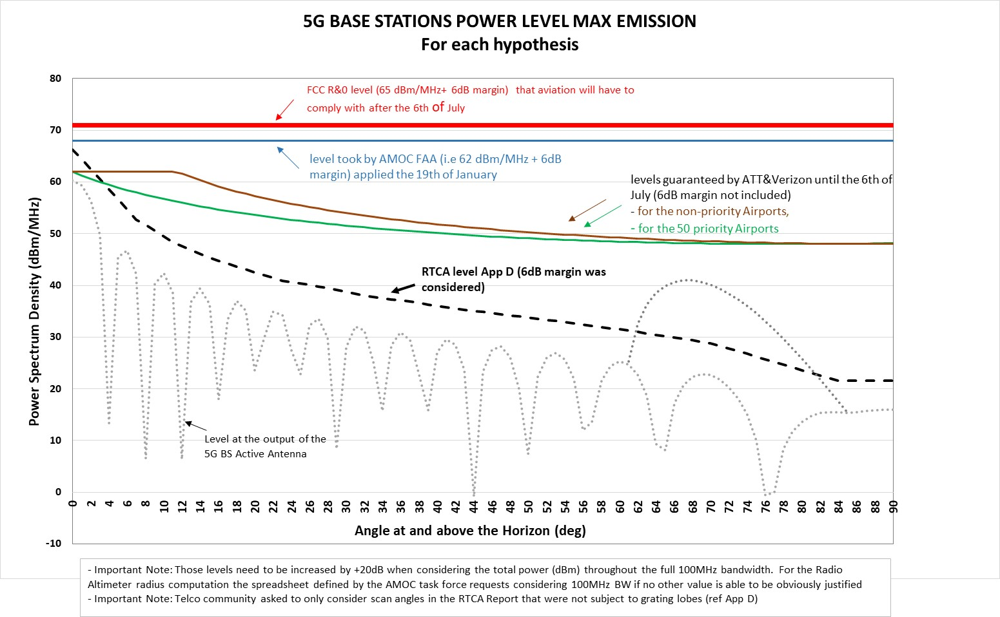 5G BASE STATIONS POWER LEVEL MAX EMISSION
For each hypothesis
80
70
60
50
40
30
20
10
0
-10
Power Spectrum Density (dBm/MHz)
FCC R&0 level (65 dBm/MHz+ 6dB margin) that aviation will have to
comply with after the 6th of July
level took by AMOC FAA (i.e 62 dBm/MHz + 6dB
margin) applied the 19th of January
levels guaranteed by ATT&Verizon until the 6th of
July (6dB margin not included)
- for the non-priority Airports,
- for the 50 priority Airports
RTCA level App D (6dB margin was
considered)
Level at the output of the
5G BS Active Antenna
0 2 4 6 8 10 12 14 16 18 20 22 24 26 28 30 32 34 36 38 40 42 44 46 48 50 52 54 56 58 60 62 64 66 68 70 72 74 76 78 80 82 84 86 88 90
Angle at and above the Horizon (deg)
- Important Note: Those levels need to be increased by +20dB when considering the total power (dBm) throughout the full 100MHz bandwidth. For the Radio
Altimeter radius computation the spreadsheet defined by the AMOC task force requests considering 100MHz BW if no other value is able to be obviously justified
- Important Note: Telco community asked to only consider scan angles in the RTCA Report that were not subject to grating lobes (ref App D)